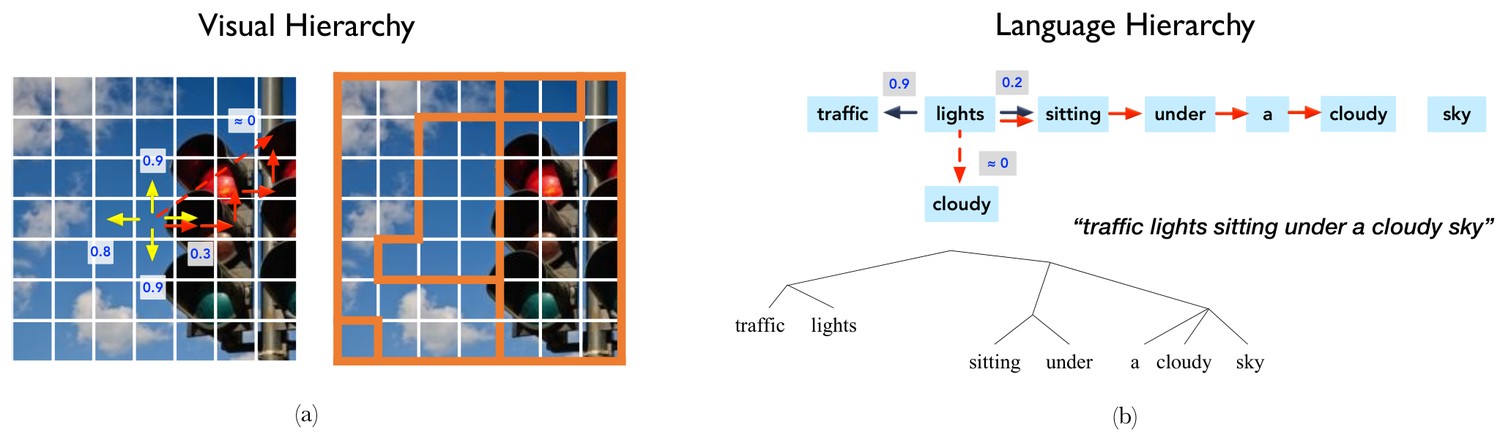 Visual Hierarchy
≈ 0
0.9
0.8
0.3
0.9
(a)
Language Hierarchy
0.9
0.2
traffic lights sitting under a cloudy sky
≈ 0
cloudy
"traffic lights sitting under a cloudy sky"
traffic lights
sitting under a cloudy sky
(b)